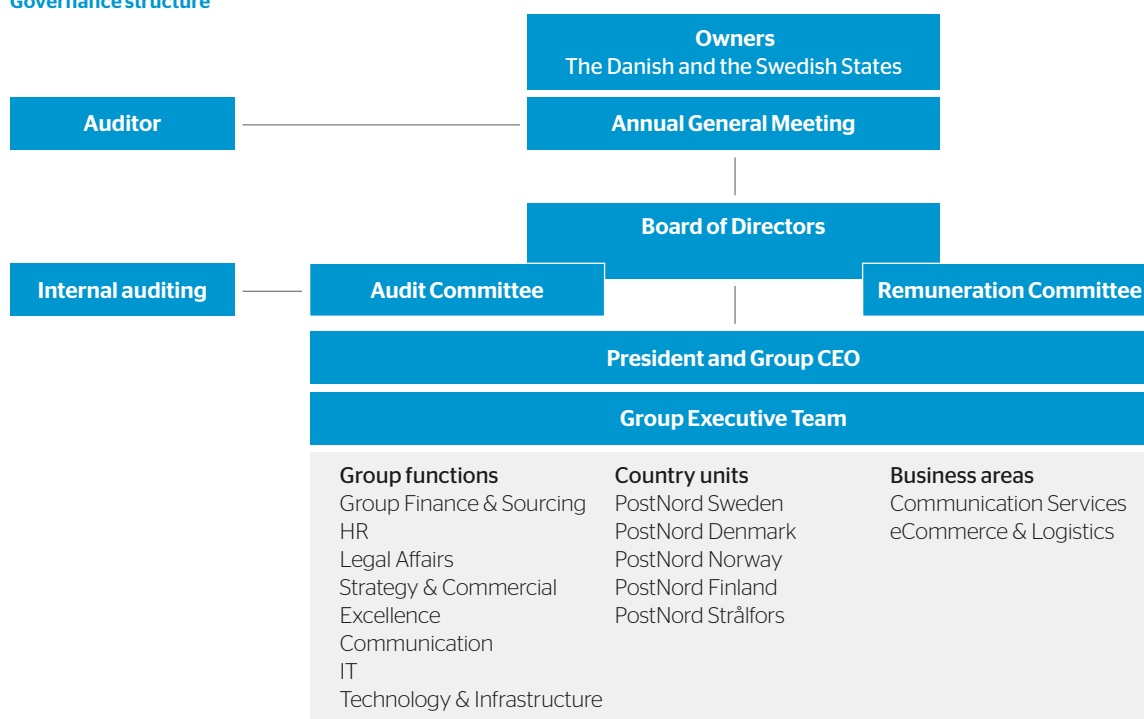 Governance structure
Owners
The Danish and the Swedish States
Auditor
Annual General Meeting
Board of Directors
Internal auditing
Audit Committee
Remuneration Committee
President and Group CEO
Group Executive Team
Group functions
Group Finance & Sourcing
HR
Legal Affairs
Strategy & Commercial
Excellence
Communication
IT
Technology & Infrastructure
Country units
PostNord Sweden
PostNord Denmark
PostNord Norway
PostNord Finland
PostNord Strålfors
Business areas
Communication Services
eCommerce & Logistics